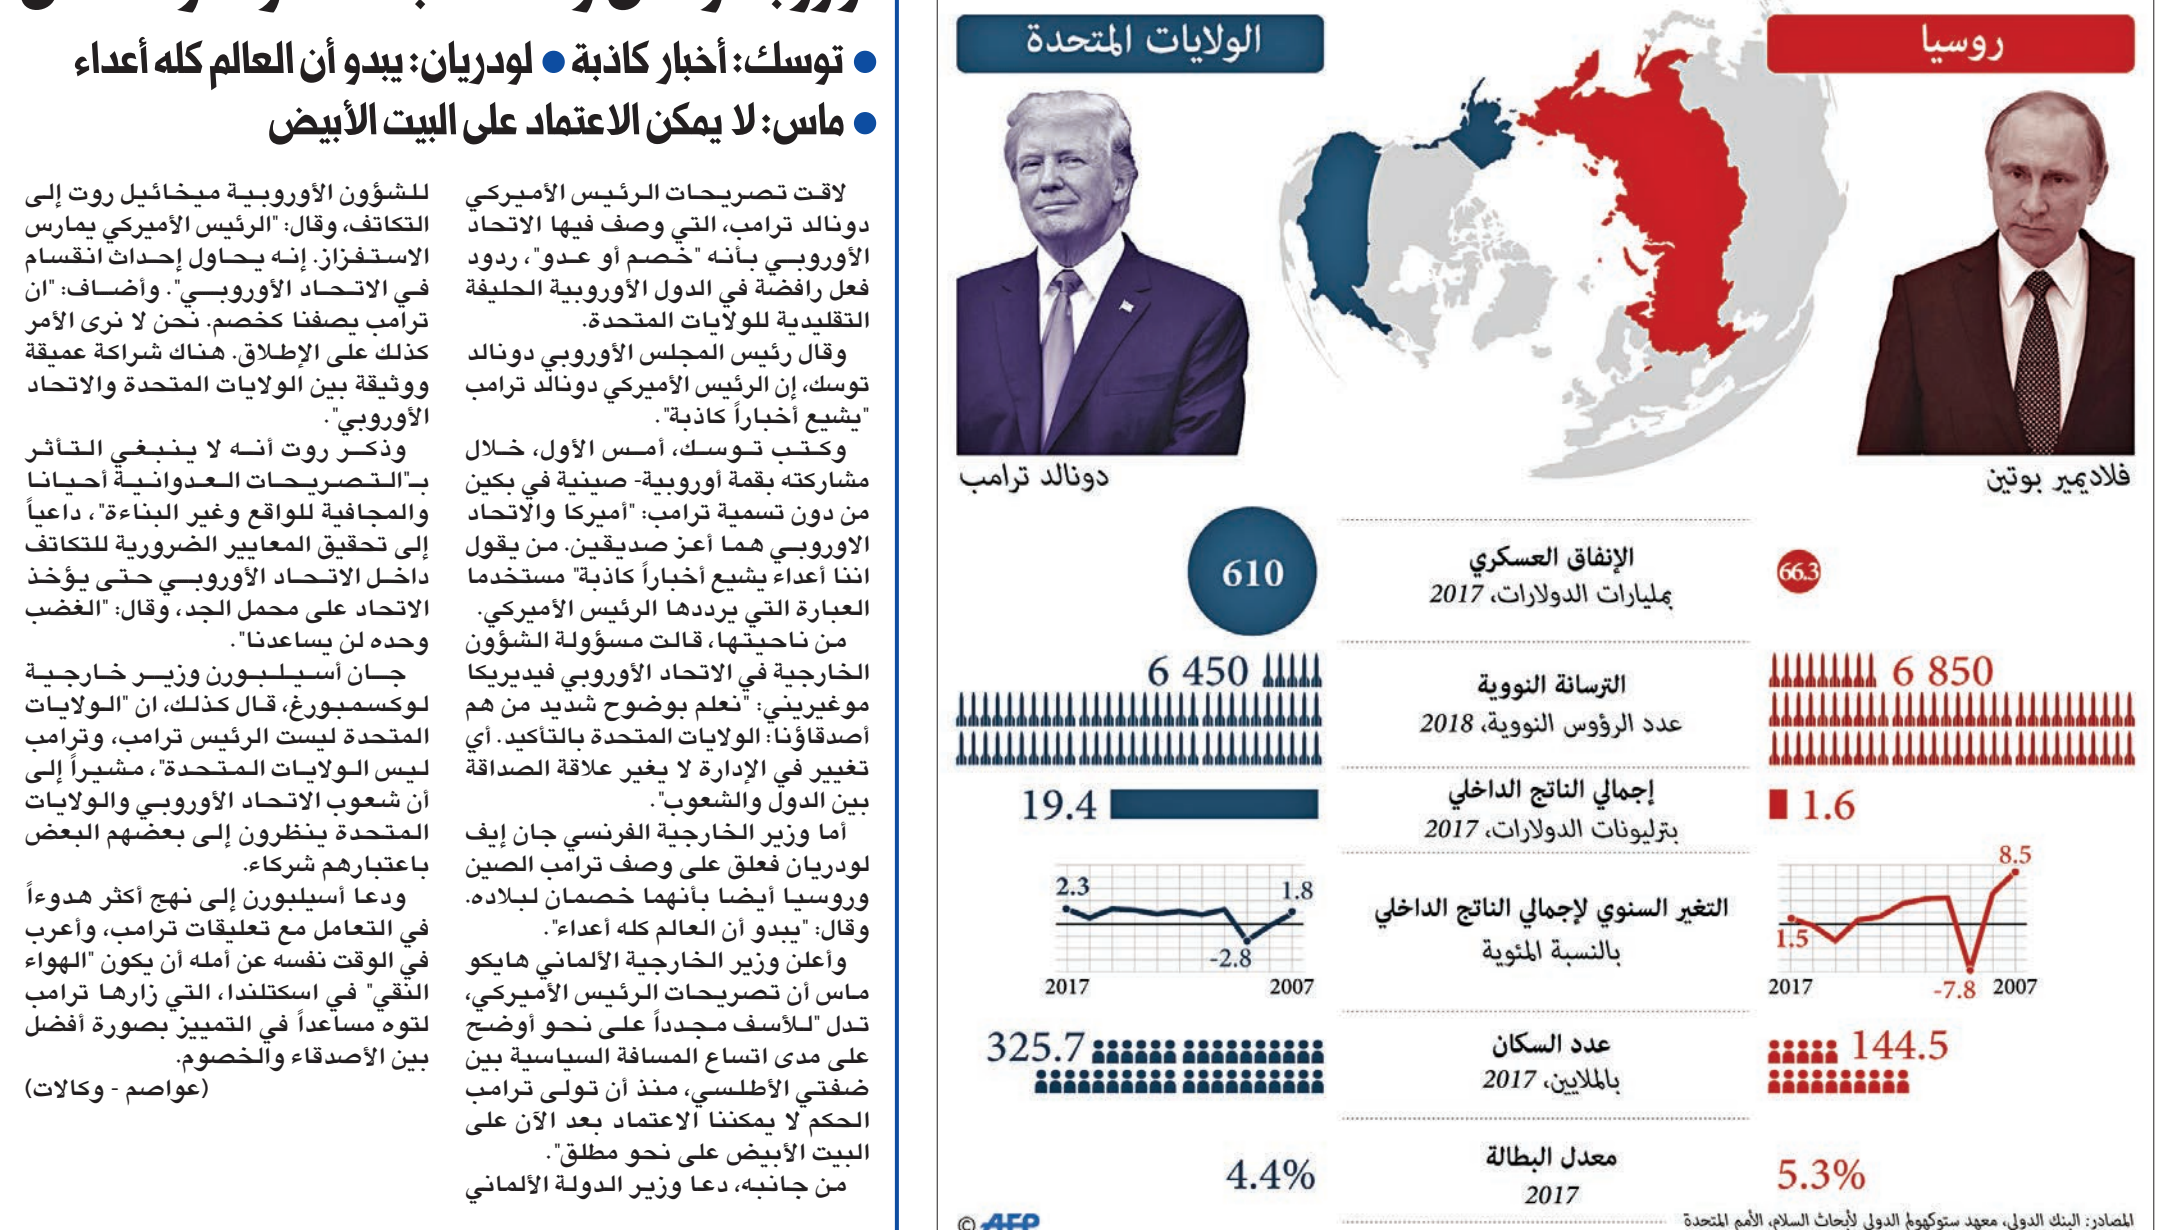 • توسك: أخبار كاذبة • لودريان: يبدو أن العالم كله أعداء
• ماس: لا يمكن الاعتماد على البيت الأبيض
لاقت تصريحات الرئيس الأميركي
دونالد ترامب، التي وصف فيها الاتحاد
الأوروبي بأنه "خصم أو عدو"، ردود
فعل رافضة في الدول الأوروبية الحليفة
التقليدية للولايات المتحدة.
وقال رئيس المجلس الأوروبي دونالد
توسك، إن الرئيس الأميركي دونالد ترامب
"يشيع أخباراً كاذبة".
وكتب توسك، أمس الأول، خلال
مشاركته بقمة أوروبية- صينية في بكين
من دون تسمية ترامب: "أميركا والاتحاد
الاوروبي هما أعز صديقين. من يقول
اننا أعداء يشيع أخباراً كاذبة" مستخدما
العبارة التي يرددها الرئيس الأميركي.
من ناحيتها، قالت مسؤولة الشؤون
الخارجية في الاتحاد الأوروبي فيديريكا
موغيريني: "نعلم بوضوح شديد من هم
أصدقاؤنا: الولايات المتحدة بالتأكيد. أي
تغيير في الإدارة لا يغير علاقة الصداقة
بين الدول والشعوب".
أما وزير الخارجية الفرنسي جان إيف
لودريان فعلق على وصف ترامب الصين
وروسيا أيضا بأنهما خصمان لبلاده.
وقال: "يبدو أن العالم كله أعداء".
وأعلن وزير الخارجية الألماني هايكو
ماس أن تصريحات الرئيس الأميركي،
تدل "للأسف مجدداً على نحو أوضح
على مدى اتساع المسافة السياسية بين
ضفتي الأطلسي، منذ أن تولى ترامب
الحكم لا يمكننا الاعتماد بعد الآن على
البيت الأبيض على نحو مطلق".
من جانبه، دعا وزير الدولة الألماني
للشؤون الأوروبية ميخائيل روت إلى
التكاتف، وقال: "الرئيس الأميركي يمارس
الاستفزاز. إنه يحاول إحداث انقسام
في الاتحاد الأوروبي". وأضاف: "ان
ترامب يصفنا كخصم. نحن لا نرى الأمر
كذلك على الإطلاق. هناك شراكة عميقة
ووثيقة بين الولايات المتحدة والاتحاد
الأوروبي".
وذكر روت أنه لا ينبغي التأثر
بـ"التصريحات العدوانية أحيانا
والمجافية للواقع وغير البناءة"، داعياً
إلى تحقيق المعايير الضرورية للتكاتف
داخل الاتحاد الأوروبي حتى يؤخذ
الاتحاد على محمل الجد، وقال: "الغضب
وحده لن يساعدنا".
جان أسيلبورن وزير خارجية
لوكسمبورغ، قال كذلك، ان "الولايات
المتحدة ليست الرئيس ترامب، وترامب
ليس الولايات المتحدة"، مشيراً إلى
أن شعوب الاتحاد الأوروبي والولايات
المتحدة ينظرون إلى بعضهم البعض
باعتبارهم شركاء.
ودعا أسيلبورن إلى نهج أكثر هدوءاً
في التعامل مع تعليقات ترامب، وأعرب
في الوقت نفسه عن أمله أن يكون "الهواء
النقي" في اسكتلندا، التي زارها ترامب
لتوه مساعداً في التمييز بصورة أفضل
بين الأصدقاء والخصوم.
(عواصم - وكالات)
روسيا
الولايات المتحدة
فلاديمير بوتين
دونالد ترامب
66.3
الإنفاق العسكري
بمليارات الدولارات، 2017
610
6 850
الترسانة النووية
عدد الرؤوس النووية، 2018
6 450
1.6
إجمالي الناتج الداخلي
بترليونات الدولارات، 2017
19.4
8.5
1.5
-7.8
2007
2017
التغير السنوي لإجمالي الناتج الداخلي
بالنسبة المئوية
2.3
1.8
-2.8
2007
2017
144.5
عدد السكان
بالملايين، 2017
325.7
5.3%
معدل البطالة
2017
4.4%
المصادر: البنك الدولي، معهد ستوكهولم الدولي لأبحاث السلام، الأمم المتحدة
© AFP